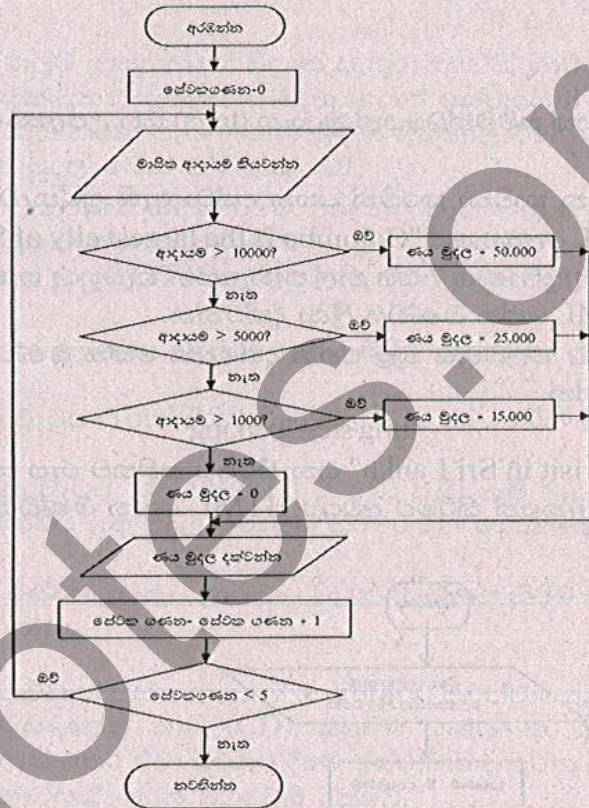 අරඹන්න
සේවකගණන=0
මාසික ආදායම කියවන්න
ආදායම > 10000?
ඔව්
ණය මුදල = 50,000
නැත
ආදායම > 5000?
ඔව්
ණය මුදල = 25,000
නැත
ආදායම > 1000?
ඔව්
ණය මුදල = 15,000
නැත
ණය මුදල = 0
ණය මුදල දක්වන්න
සේවක ගණන= සේවක ගණන + 1
ඔව්
සේවකගණන < 5
නැත
නවතින්න
otes.or